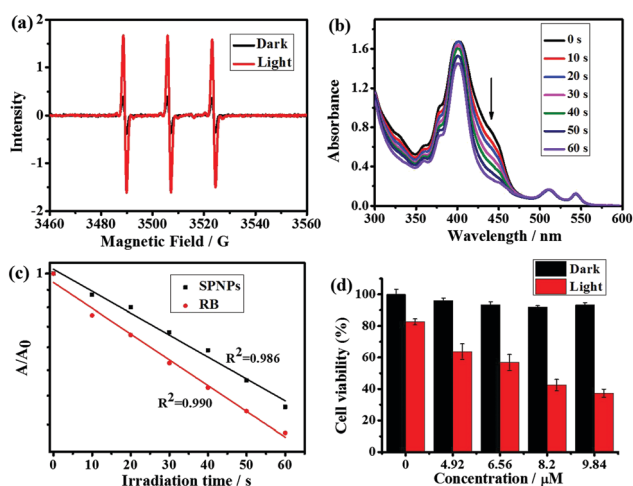 (a)
Dark
Light
Intensity
2
1
0
-1
-2
3460 3480 3500 3520 3540 3560
Magnetic Field / G
(b)
0 s
10 s
20 s
30 s
40 s
50 s
60 s
Absorbance
1.6
1.2
0.8
0.4
0.0
300 350 400 450 500 550 600
Wavelength / nm
(c)
SPNPs
RB
A/A0
1
R2=0.986
R2=0.990
0 10 20 30 40 50 60
Irradiation time / s
(d)
Dark
Light
Cell viability (%)
120
100
80
60
40
20
0
0 4.92 6.56 8.2 9.84
Concentration / μM